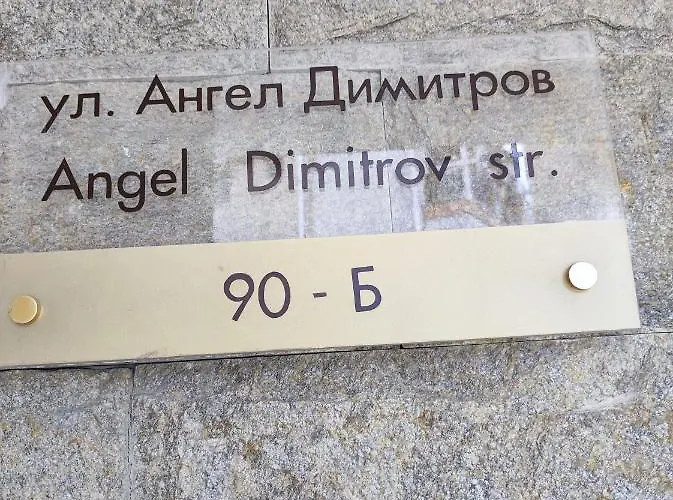 ул. Ангел Димитров
Angel Dimitrov str.
90 - Б